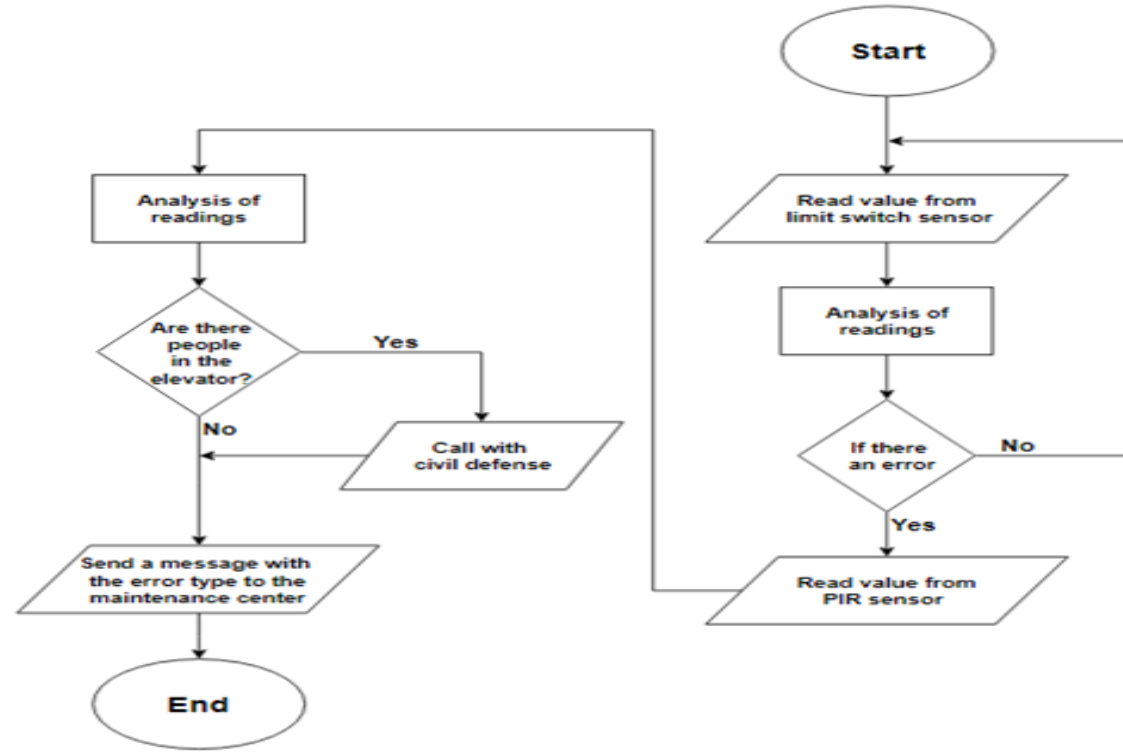 Start
Read value from
limit switch sensor
Analysis of
readings
If there
an error
No
Yes
Read value from
PIR sensor
Analysis of
readings
Are there
people
in the
elevator?
Yes
No
Call with
civil defense
Send a message with
the error type to the
maintenance center
End